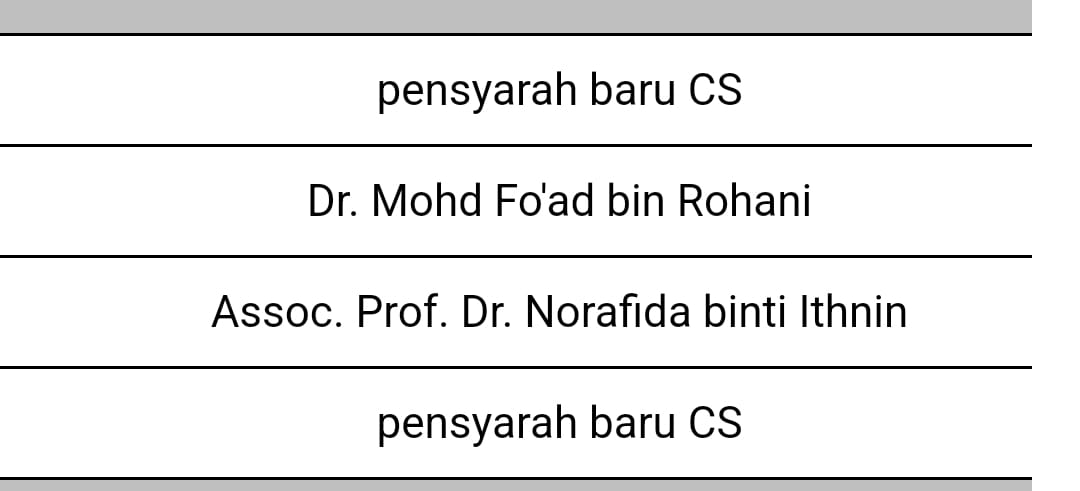 pensyarah baru CS
Dr. Mohd Fo'ad bin Rohani
Assoc. Prof. Dr. Norafida binti Ithnin
pensyarah baru CS